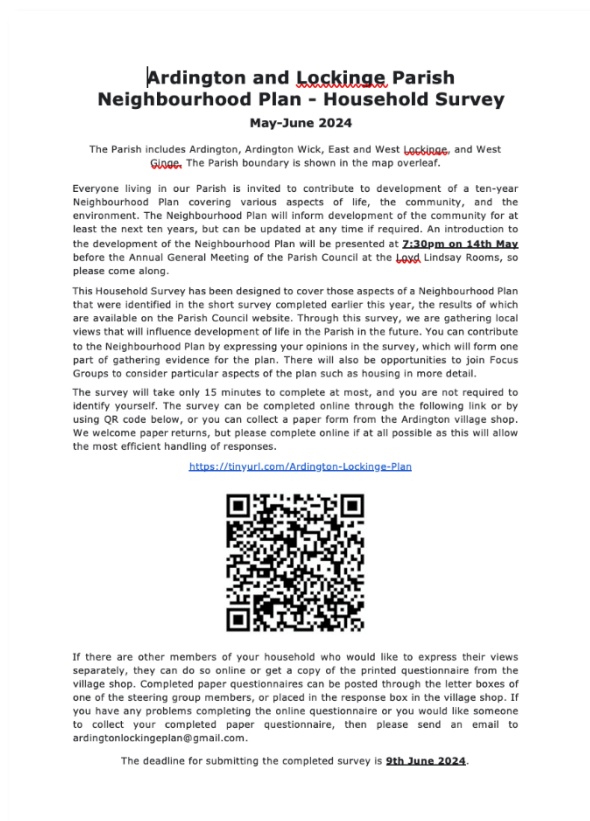 Ardington and Lockinge Parish
Neighbourhood Plan - Household Survey
May-June 2024
The Parish includes Ardington, Ardington Wick, East and West Lockinge, and West
Ginge. The Parish boundary is shown in the map overleaf.
Everyone living in our Parish is invited to contribute to development of a ten-year
Neighbourhood Plan covering various aspects of life, the community, and the
environment. The Neighbourhood Plan will inform development of the community for at
least the next ten years, but can be updated at any time if required. An introduction to
the development of the Neighbourhood Plan will be presented at 7:30pm on 14th May
before the Annual General Meeting of the Parish Council at the Loyd Lindsay Rooms, so
please come along.
This Household Survey has been designed to cover those aspects of a Neighbourhood Plan
that were identified in the short survey completed earlier this year, the results of which
are available on the Parish Council website. Through this survey, we are gathering local
views that will influence development of life in the Parish in the future. You can contribute
to the Neighbourhood Plan by expressing your opinions in the survey, which will form one
part of gathering evidence for the plan. There will also be opportunities to join Focus
Groups to consider particular aspects of the plan such as housing in more detail.
The survey will take only 15 minutes to complete at most, and you are not required to
identify yourself. The survey can be completed online through the following link or by
using QR code below, or you can collect a paper form from the Ardington village shop.
We welcome paper returns, but please complete online if at all possible as this will allow
the most efficient handling of responses.
https://tinyurl.com/Ardington-Lockinge-Plan
If there are other members of your household who would like to express their views
separately, they can do so online or get a copy of the printed questionnaire from the
village shop. Completed paper questionnaires can be posted through the letter boxes of
one of the steering group members, or placed in the response box in the village shop. If
you have any problems completing the online questionnaire or you would like someone
to collect your completed paper questionnaire, then please send an email to
ardingtonlockingeplan@gmail.com.
The deadline for submitting the completed survey is 9th June 2024.